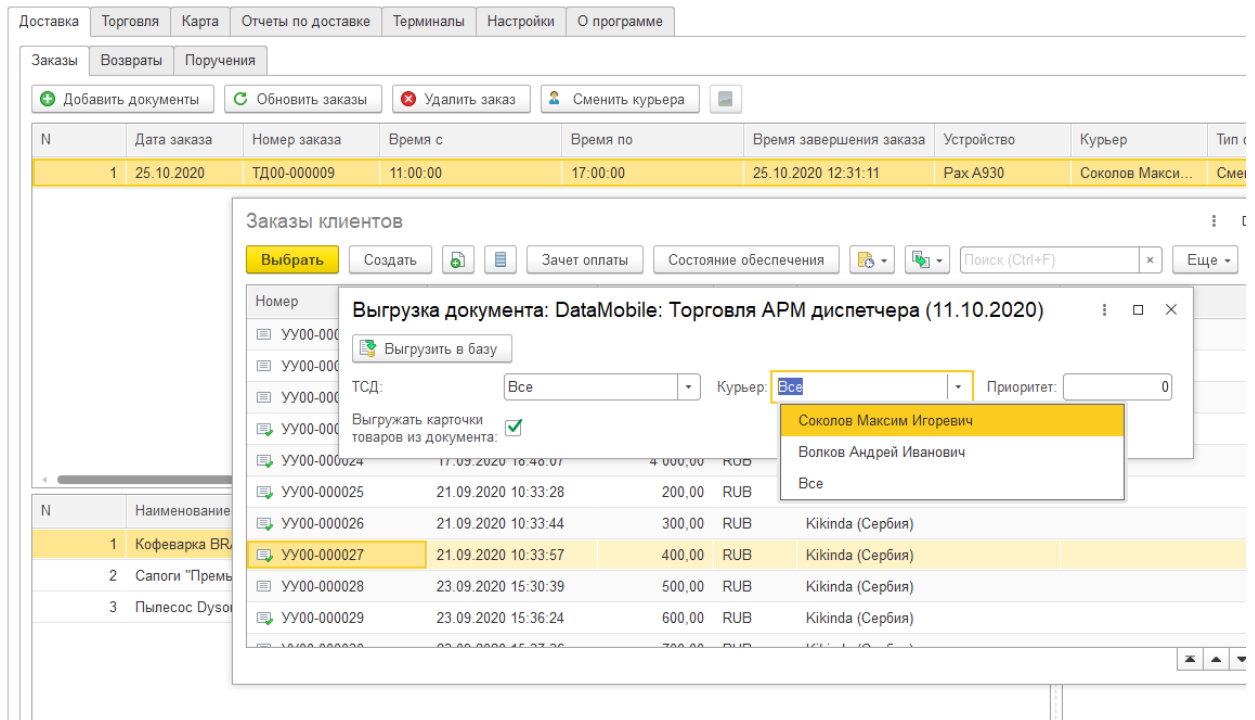 Доставка Торговля Карта Отчеты по доставке Терминалы Настройки О программе
Заказы Возвраты Поручения
Добавить документы Обновить заказы Удалить заказ Сменить курьера
N Дата заказа Номер заказа Время с Время по Время завершения заказа Устройство Курьер Тип
1 25.10.2020 ТД00-000009 11:00:00 17:00:00 25.10.2020 12:31:11 Pax A930 Соколов Макси...
Заказы клиентов
Выбрать Создать Зачет оплаты Состояние обеспечения Поиск (Ctrl+F) × Еще
Номер
Выгрузка документа: DataMobile: Торговля АРМ диспетчера (11.10.2020)
Выгрузить в базу
ТСД: Все Курьер: Все Приоритет: 0
Выгружать карточки
товаров из документа:
Соколов Максим Игоревич
Волков Андрей Иванович
Все
УУ00-000024 17.09.2020 18:48:07 4 000,00 RUB
УУ00-000025 21.09.2020 10:33:28 200,00 RUB
УУ00-000026 21.09.2020 10:33:44 300,00 RUB Kikinda (Сербия)
УУ00-000027 21.09.2020 10:33:57 400,00 RUB Kikinda (Сербия)
УУ00-000028 23.09.2020 15:30:39 500,00 RUB Kikinda (Сербия)
УУ00-000029 23.09.2020 15:36:24 600,00 RUB Kikinda (Сербия)
N Наименование
1 Кофеварка BRA
2 Сапоги "Премь
3 Пылесос Dyson